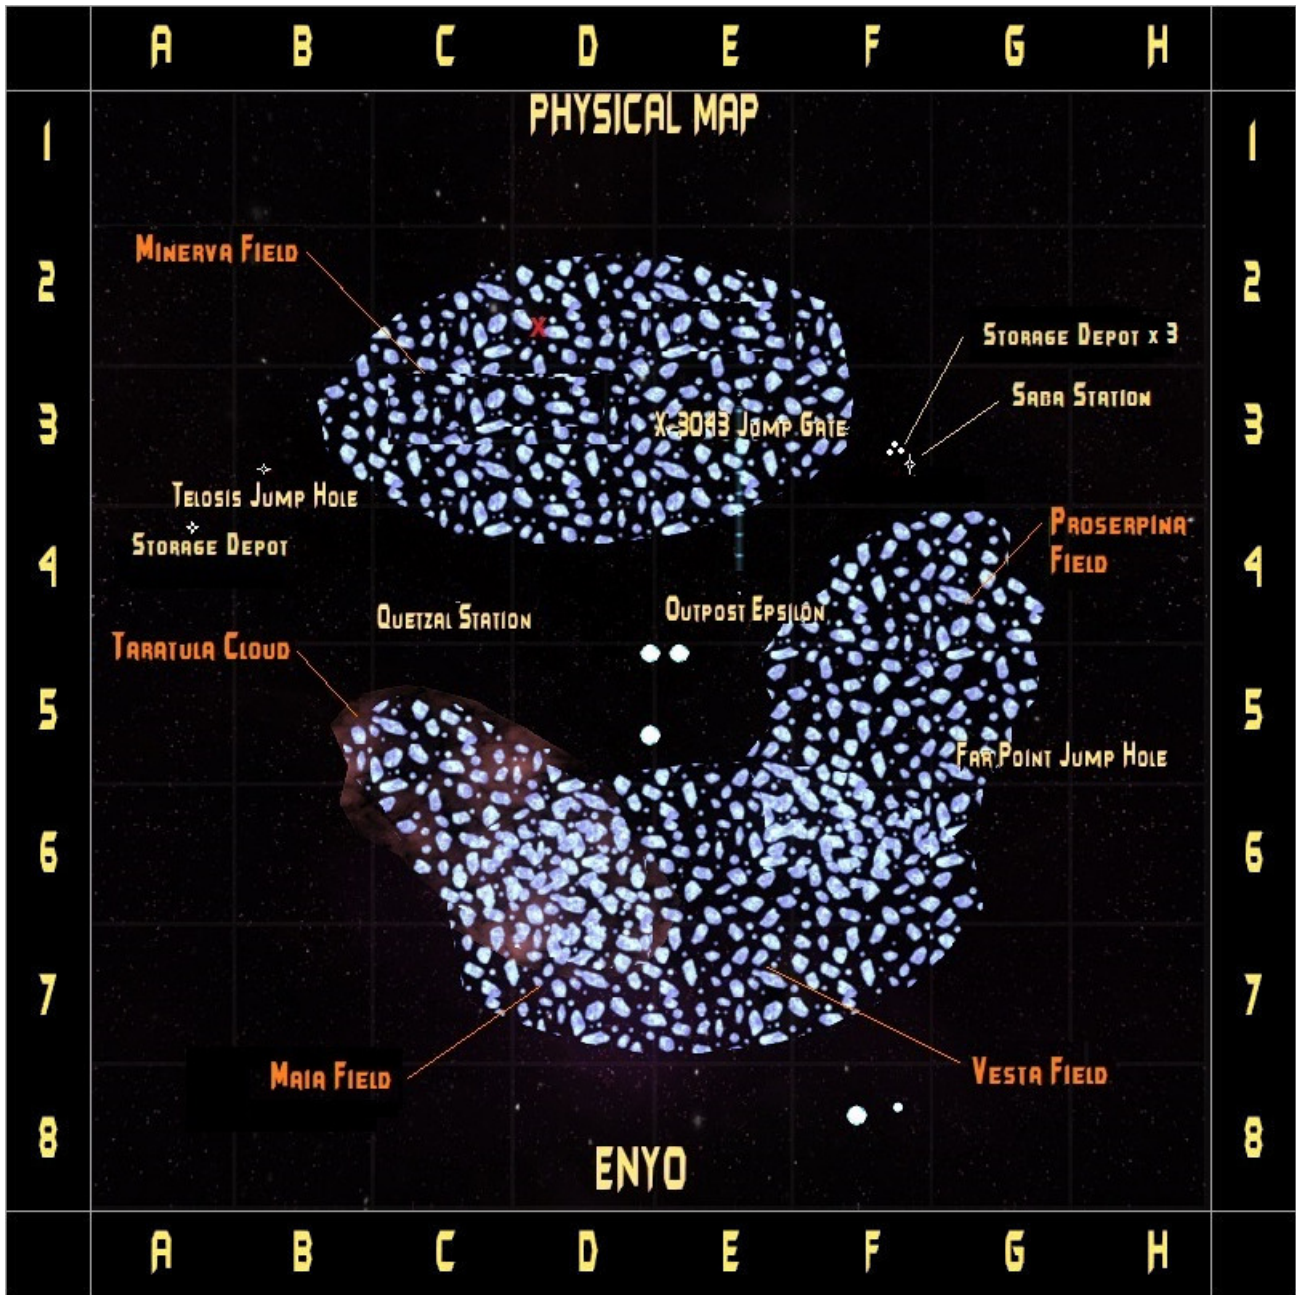 A B C D E F G H
PHYSICAL MAP
1 1
Minerva Field
2 2
X
Storage Depot x 3
Saba Station
3 3
X-3043 Jump Gate
Telosis Jump Hole
Proserpina
Field
Storage Depot
4 4
Quetzal Station
Outpost Epsilon
Taratula Cloud
5 5
Far Point Jump Hole
6 6
7 7
Maia Field
Vesta Field
8 8
ENYO
A B C D E F G H